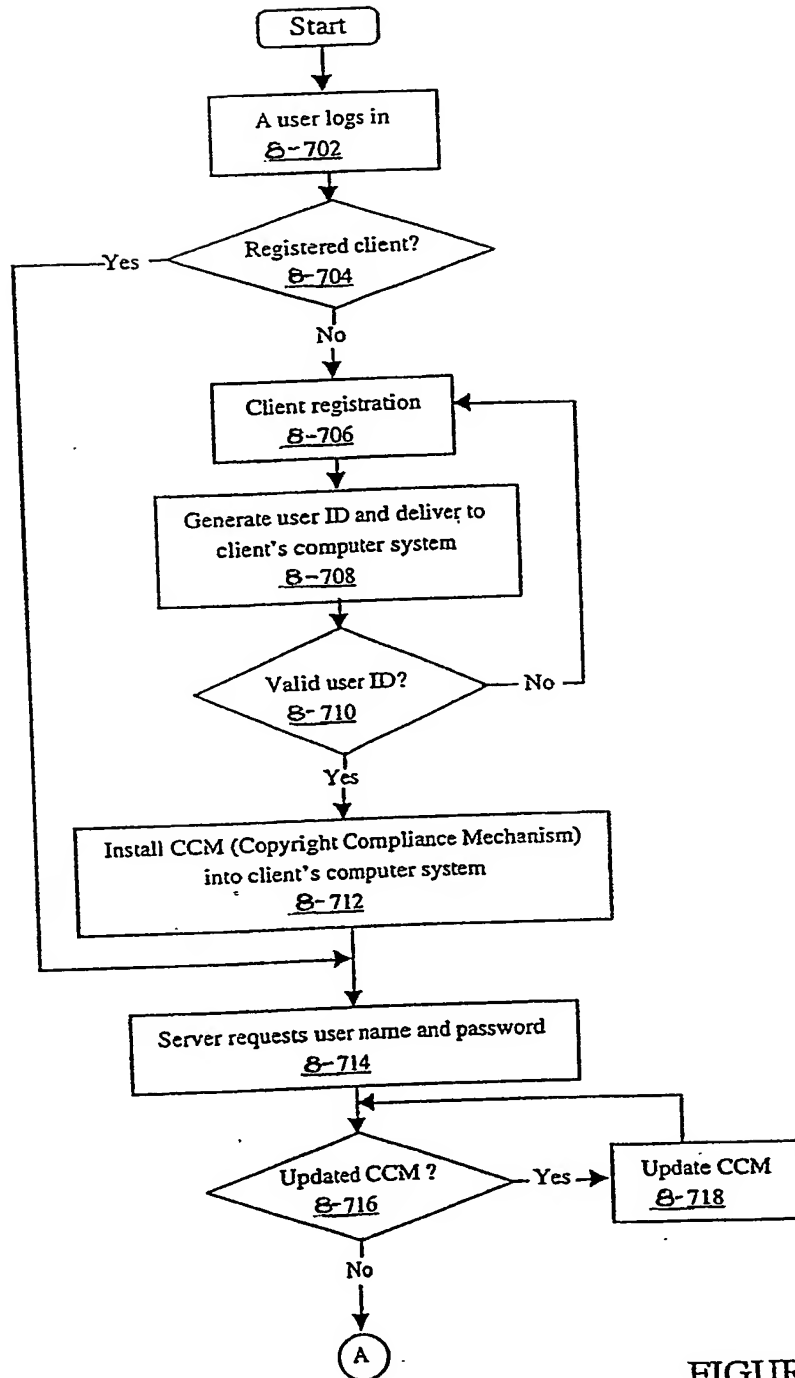 Start
A user logs in
8-702
Registered client?
8-704
Yes
No
Client registration
8-706
Generate user ID and deliver to
client's computer system
8-708
Valid user ID?
8-710
No
Yes
Install CCM (Copyright Compliance Mechanism)
into client's computer system
8-712
Server requests user name and password
8-714
Updated CCM ?
8-716
Yes
Update CCM
8-718
No
A